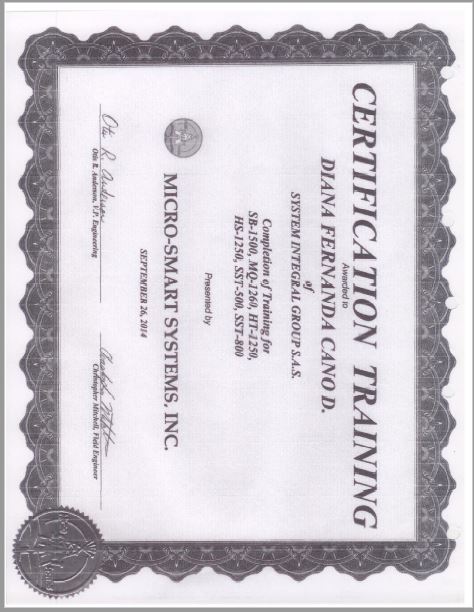 CERTIFICATION TRAINING
Awarded to
DIANA FERNANDA CANO D.
of
SYSTEM INTEGRAL GROUP S.A.S.
Completion of Training for
SB-1500, MQ-1260, HT-1250,
HS-1250, SST-500, SST-800
Presented by
MICRO-SMART SYSTEMS, INC.
SEPTEMBER 26, 2014
Otis R. Anderson
Otis R. Anderson, V.P. Engineering
Christopher Mitchell, Field Engineer